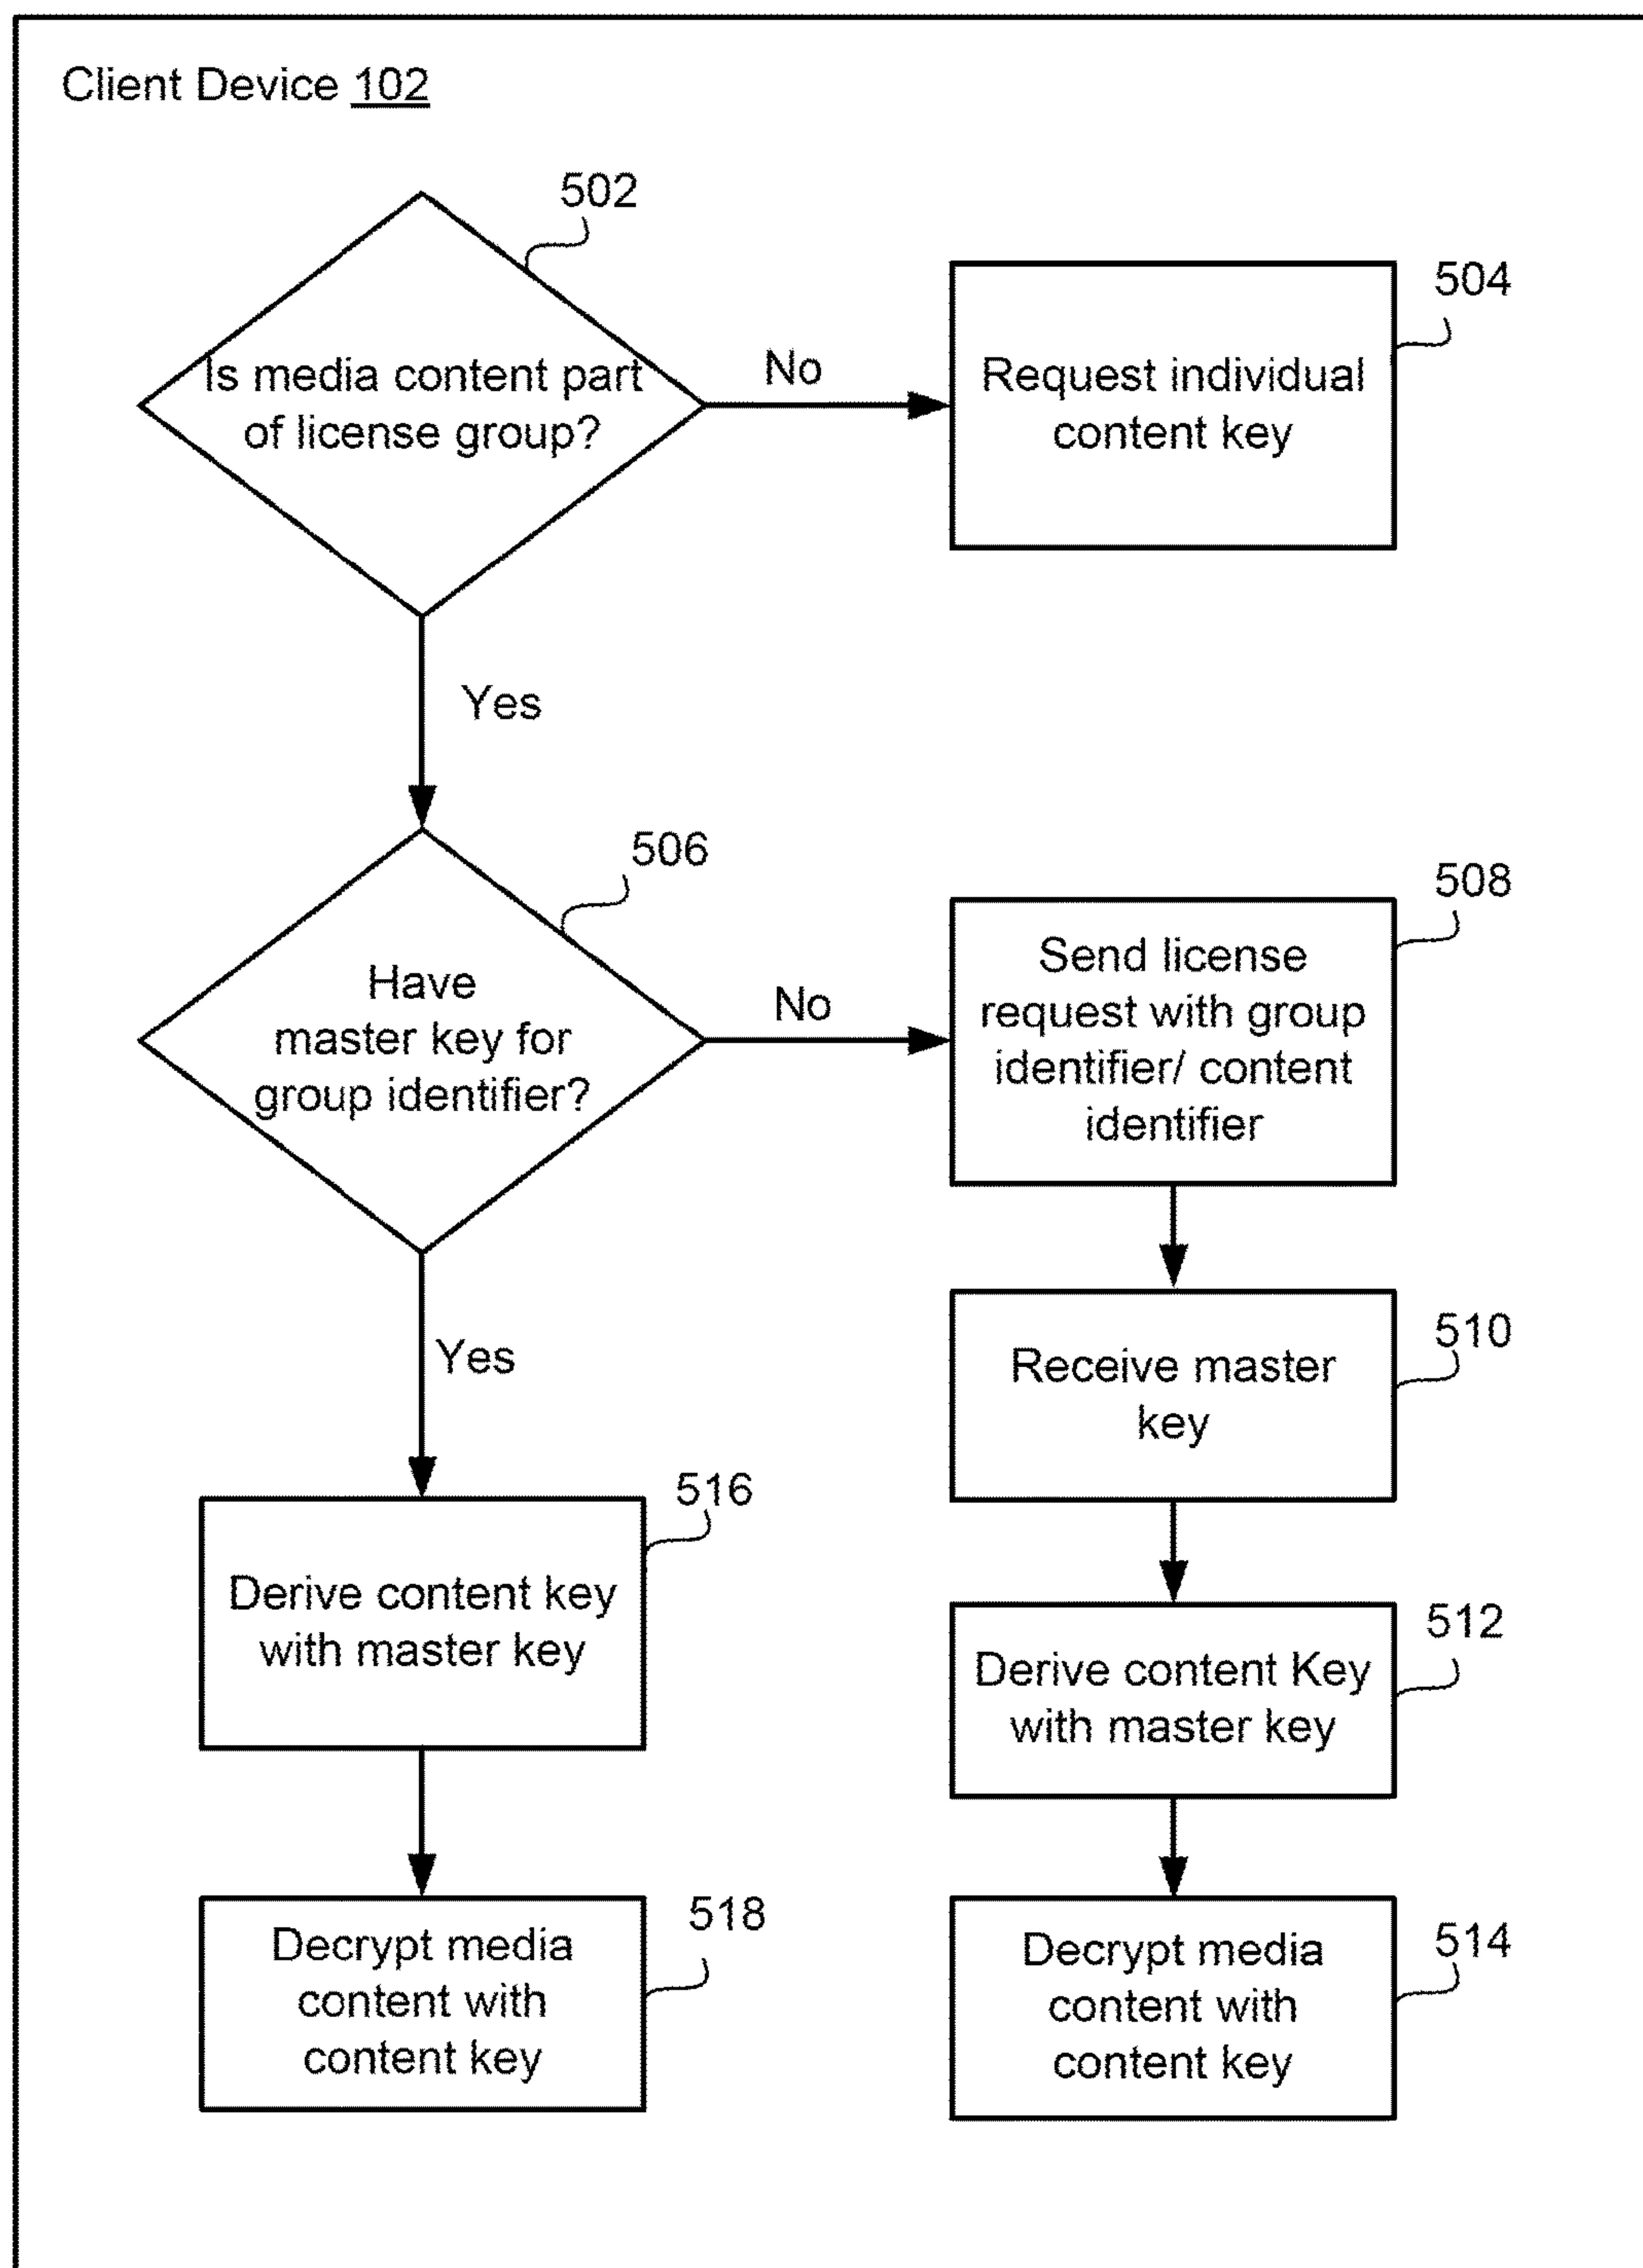 Client Device 102
502
Is media content part
of license group?
No
504
Request individual
content key
Yes
506
Have
master key for
group identifier?
No
508
Send license
request with group
identifier/ content
identifier
510
Receive master
key
Yes
516
Derive content key
with master key
512
Derive content Key
with master key
518
Decrypt media
content with
content key
514
Decrypt media
content with
content key